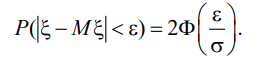 P(|ξ – Mξ| < ε) = 2Φ(ε/σ).